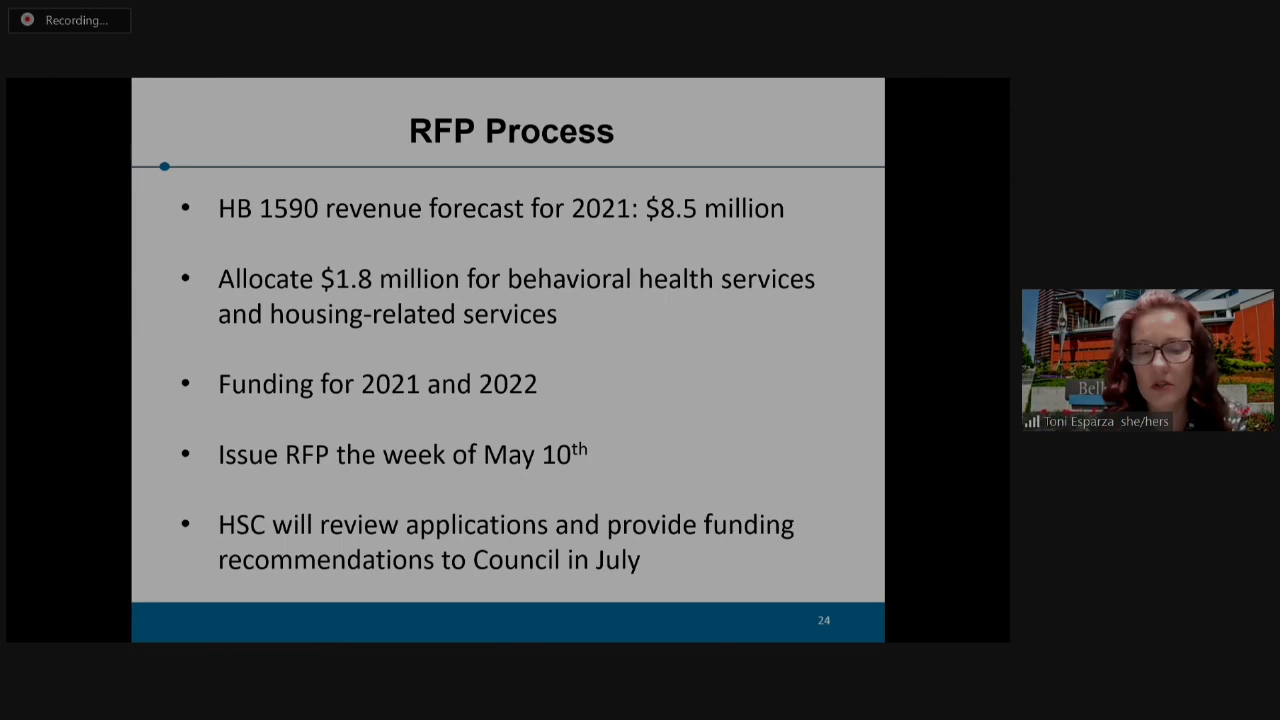 Recording...
RFP Process
• HB 1590 revenue forecast for 2021: $8.5 million
• Allocate $1.8 million for behavioral health services
and housing-related services
• Funding for 2021 and 2022
• Issue RFP the week of May 10th
• HSC will review applications and provide funding
recommendations to Council in July
24
Bell
Toni Esparza she/hers